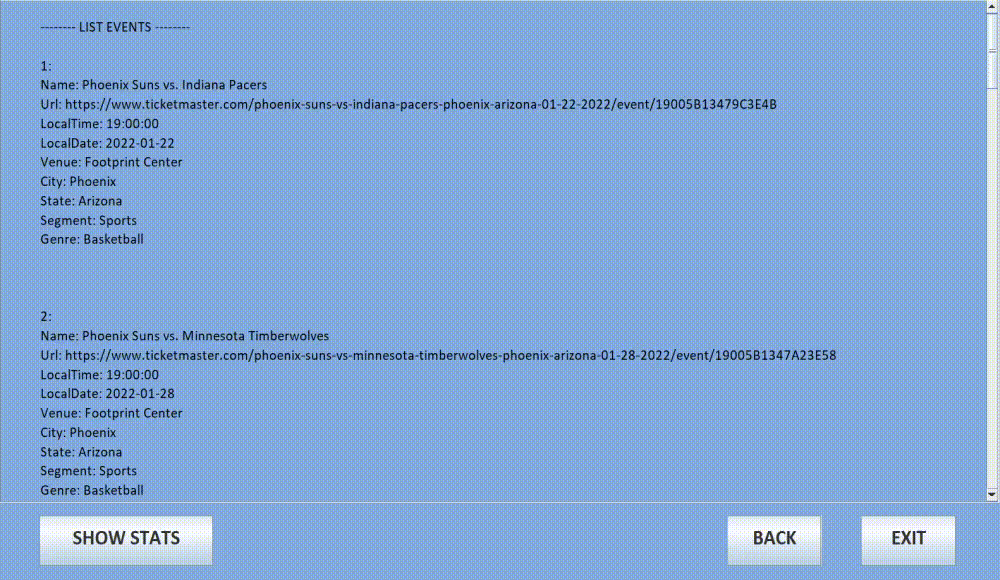 -------- LIST EVENTS --------
1:
Name: Phoenix Suns vs. Indiana Pacers
Url: https://www.ticketmaster.com/phoenix-suns-vs-indiana-pacers-phoenix-arizona-01-22-2022/event/19005B13479C3E4B
LocalTime: 19:00:00
LocalDate: 2022-01-22
Venue: Footprint Center
City: Phoenix
State: Arizona
Segment: Sports
Genre: Basketball
2:
Name: Phoenix Suns vs. Minnesota Timberwolves
Url: https://www.ticketmaster.com/phoenix-suns-vs-minnesota-timberwolves-phoenix-arizona-01-28-2022/event/19005B1347A23E58
LocalTime: 19:00:00
LocalDate: 2022-01-28
Venue: Footprint Center
City: Phoenix
State: Arizona
Segment: Sports
Genre: Basketball
SHOW STATS BACK EXIT